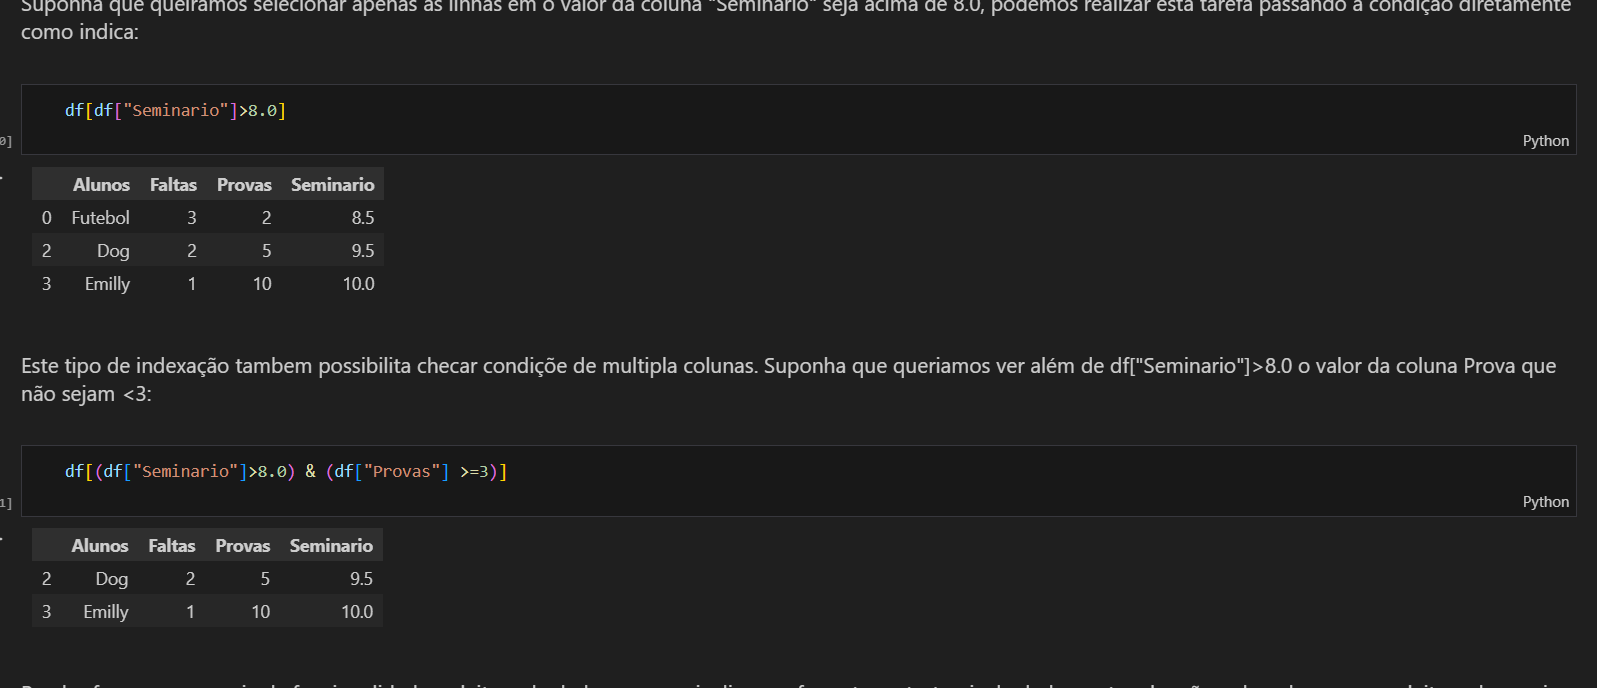 Suponha que queiramos selecionar apenas as linhas em o valor da coluna "Seminario" seja acima de 8.0, podemos realizar esta tarefa passando a condição diretamente
como indica:
df[df["Seminario"]>8.0]
0]
Python
Alunos Faltas Provas Seminario
0 Futebol 3 2 8.5
2 Dog 2 5 9.5
3 Emilly 1 10 10.0
Este tipo de indexação tambem possibilita checar condiçõe de multipla colunas. Suponha que queriamos ver além de df["Seminario"]>8.0 o valor da coluna Prova que
não sejam <3:
df[(df["Seminario"]>8.0) & (df["Provas"] >=3)]
1]
Python
Alunos Faltas Provas Seminario
2 Dog 2 5 9.5
3 Emilly 1 10 10.0